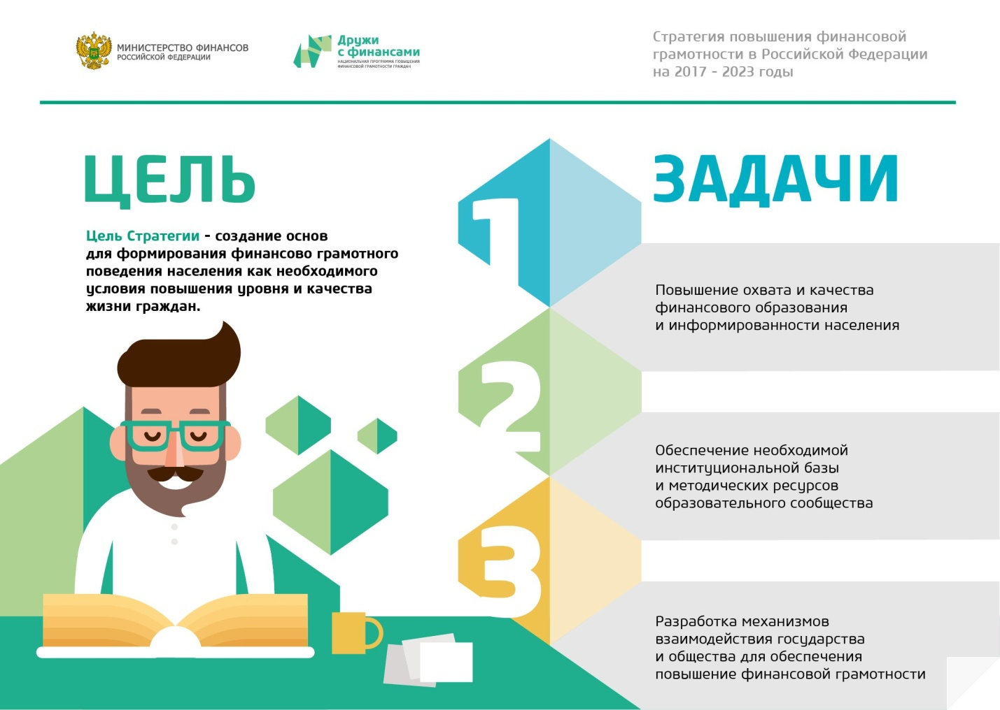 МИНИСТЕРСТВО ФИНАНСОВ
РОССИЙСКОЙ ФЕДЕРАЦИИ
Дружи
с финансами
НАЦИОНАЛЬНАЯ ПРОГРАММА ПОВЫШЕНИЯ
ФИНАНСОВОЙ ГРАМОТНОСТИ ГРАЖДАН
Стратегия повышения финансовой
грамотности в Российской Федерации
на 2017 - 2023 годы
ЦЕЛЬ
Цель Стратегии - создание основ
для формирования финансово грамотного
поведения населения как необходимого
условия повышения уровня и качества
жизни граждан.
ЗАДАЧИ
1
Повышение охвата и качества
финансового образования
и информированности населения
2
Обеспечение необходимой
институциональной базы
и методических ресурсов
образовательного сообщества
3
Разработка механизмов
взаимодействия государства
и общества для обеспечения
повышение финансовой грамотности